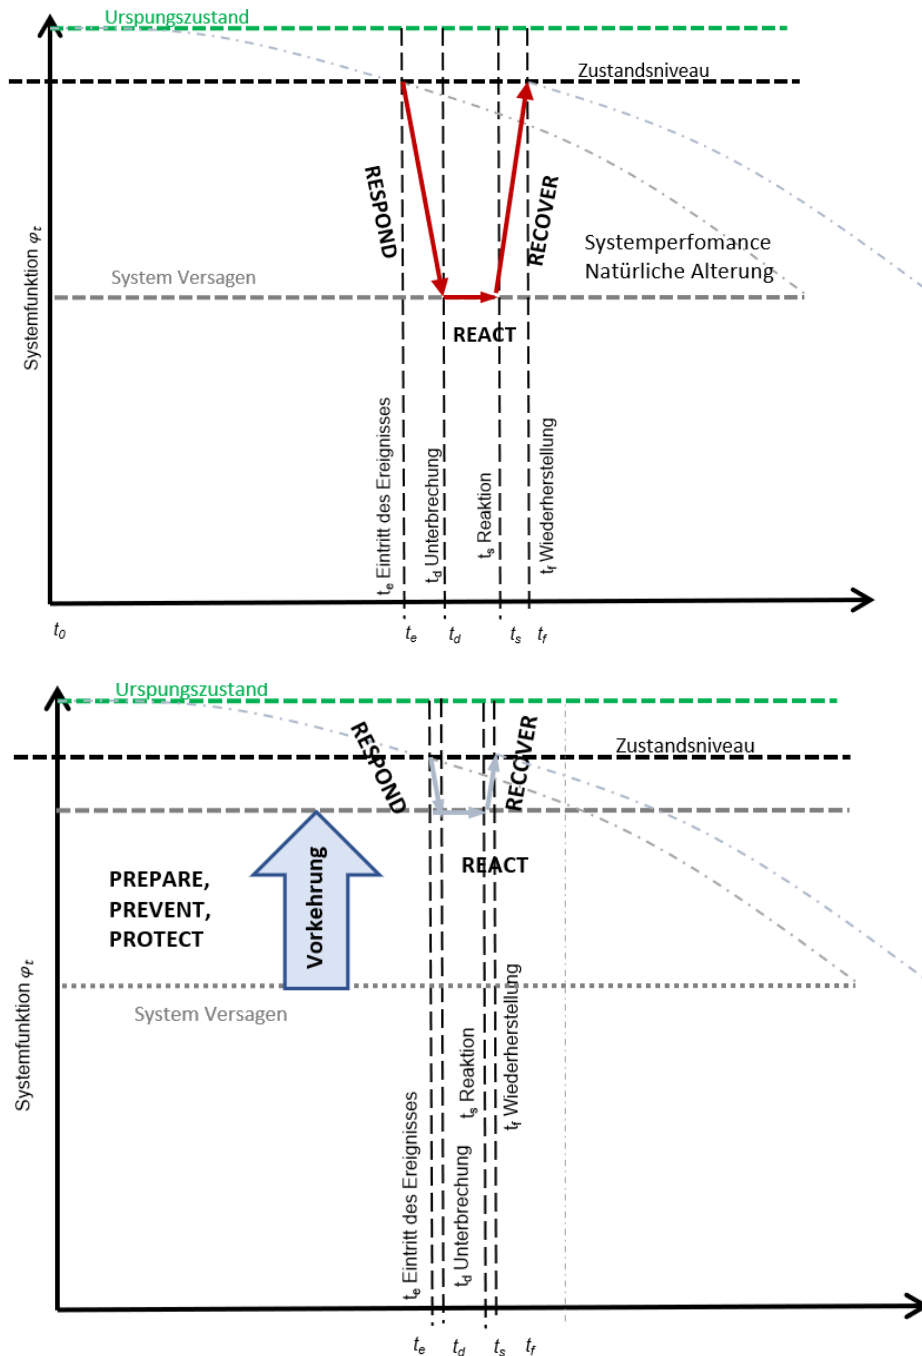 Urspungszustand
Zustandsniveau
RESPOND
RECOVER
Systemperfomance
Natürliche Alterung
System Versagen
REACT
Systemfunktion φt
te Eintritt des Ereignisses
td Unterbrechung
ts Reaktion
tf Wiederherstellung
t0
te
td
ts
tf
Urspungszustand
Zustandsniveau
RESPOND
RECOVER
REACT
PREPARE,
PREVENT,
PROTECT
Vorkehrung
System Versagen
Systemfunktion φt
te Eintritt des Ereignisses
td Unterbrechung
ts Reaktion
tf Wiederherstellung
te
td
ts
tf